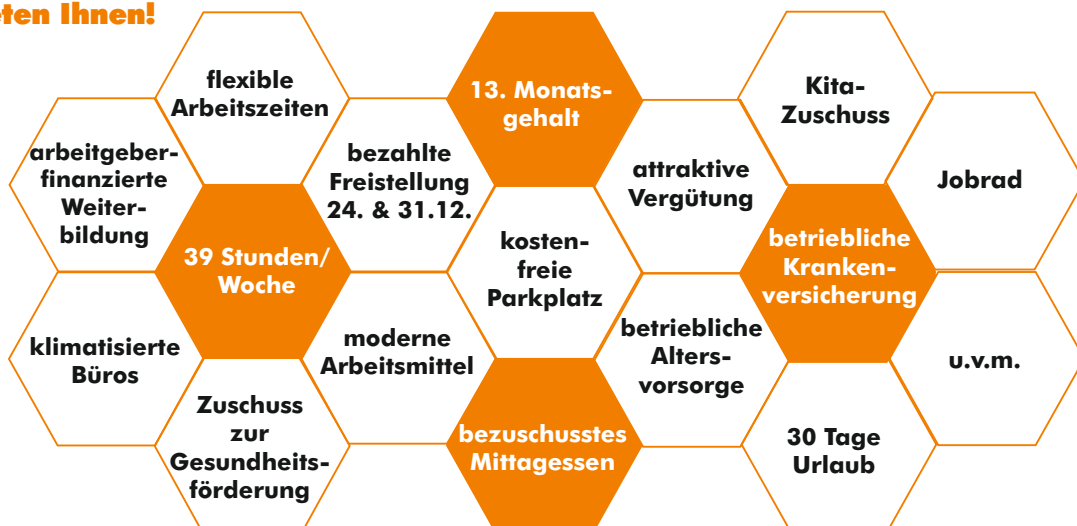 ten Ihnen!
flexible
Arbeitszeiten
13. Monats-
gehalt
Kita-
Zuschuss
arbeitgeber-
finanzierte
Weiter-
bildung
bezahlte
Freistellung
24. & 31.12.
attraktive
Vergütung
Jobrad
39 Stunden/
Woche
kosten-
freie
Parkplatz
betriebliche
Kranken-
versicherung
klimatisierte
Büros
moderne
Arbeitsmittel
betriebliche
Alters-
vorsorge
u.v.m.
Zuschuss
zur
Gesundheits-
förderung
bezuschusstes
Mittagessen
30 Tage
Urlaub